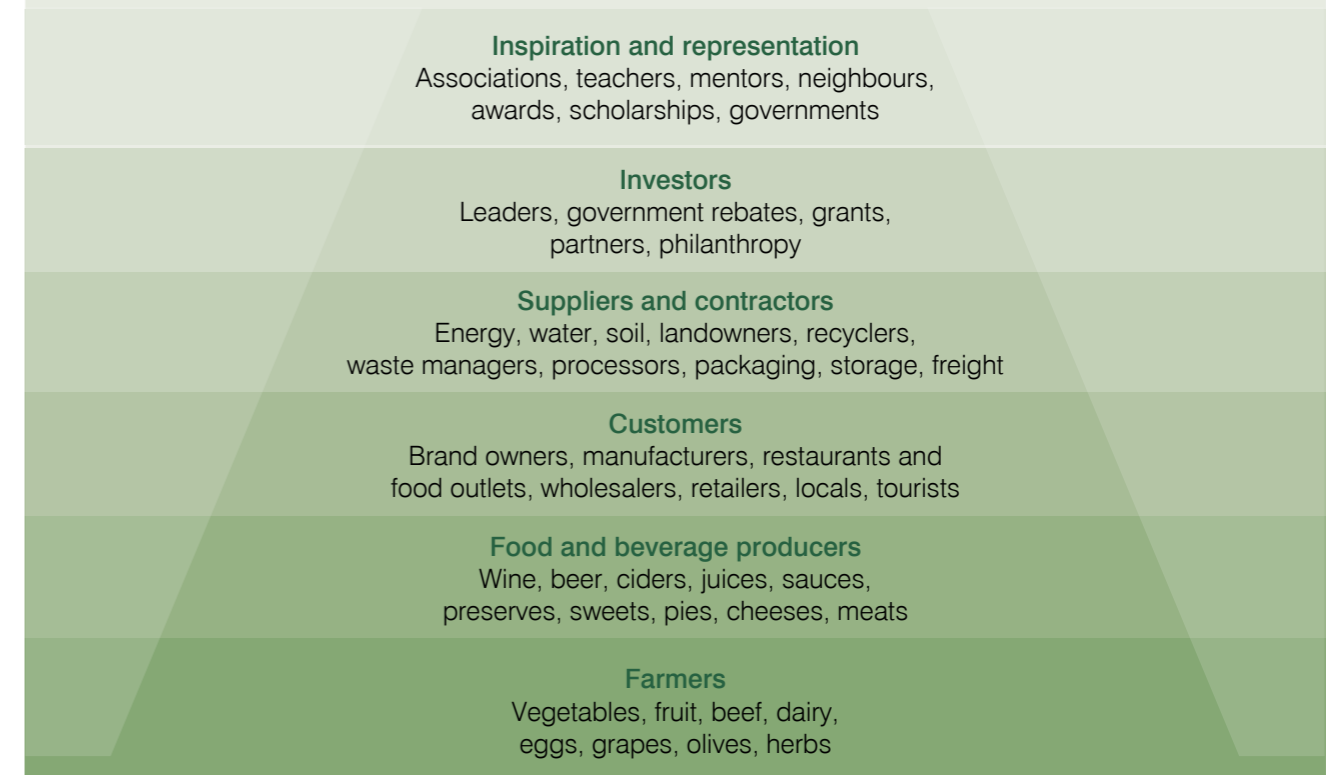 Inspiration and representation
Associations, teachers, mentors, neighbours,
awards, scholarships, governments
Investors
Leaders, government rebates, grants,
partners, philanthropy
Suppliers and contractors
Energy, water, soil, landowners, recyclers,
waste managers, processors, packaging, storage, freight
Customers
Brand owners, manufacturers, restaurants and
food outlets, wholesalers, retailers, locals, tourists
Food and beverage producers
Wine, beer, ciders, juices, sauces,
preserves, sweets, pies, cheeses, meats
Farmers
Vegetables, fruit, beef, dairy,
eggs, grapes, olives, herbs